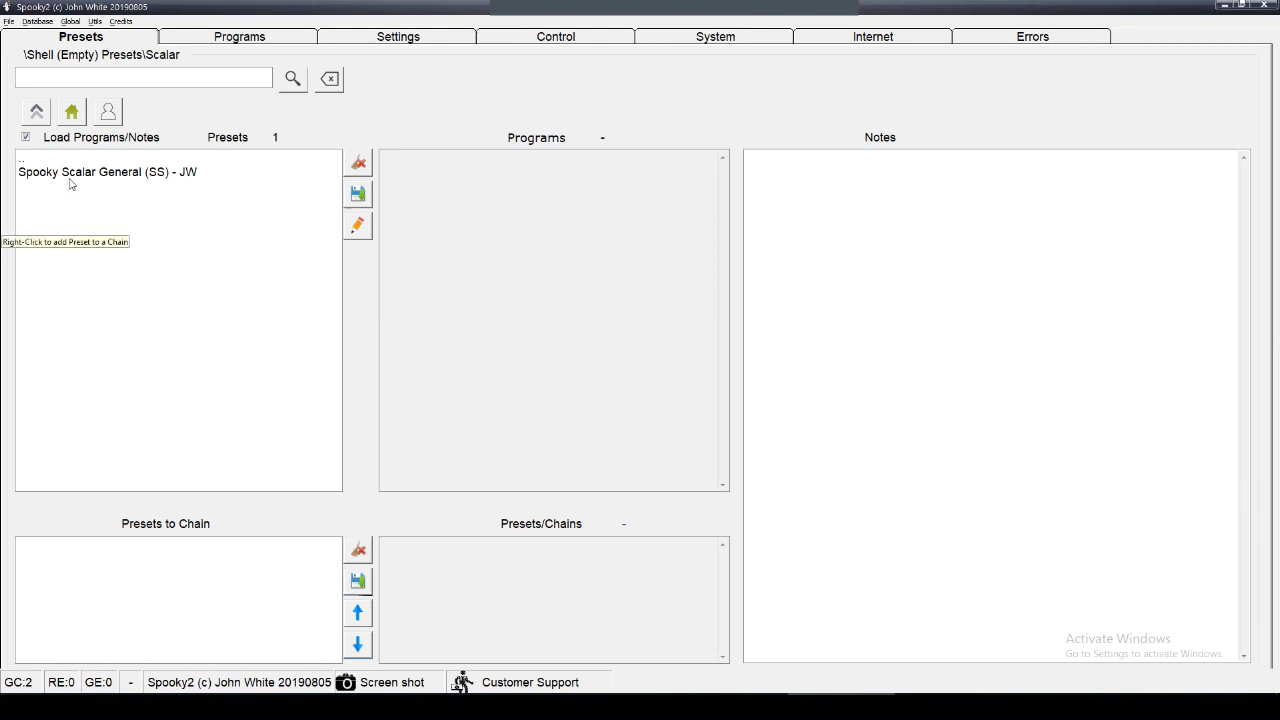 Spooky2 (c) John White 20190805
File Database Global Utils Credits
Presets Programs Settings Control System Internet Errors
\Shell (Empty) Presets\Scalar
Load Programs/Notes Presets 1 Programs - Notes
..
Spooky Scalar General (SS) - JW
Right-Click to add Preset to a Chain
Presets to Chain Presets/Chains -
Activate Windows
Go to Settings to activate Windows.
GC:2 RE:0 GE:0 - Spooky2 (c) John White 20190805 Screen shot Customer Support